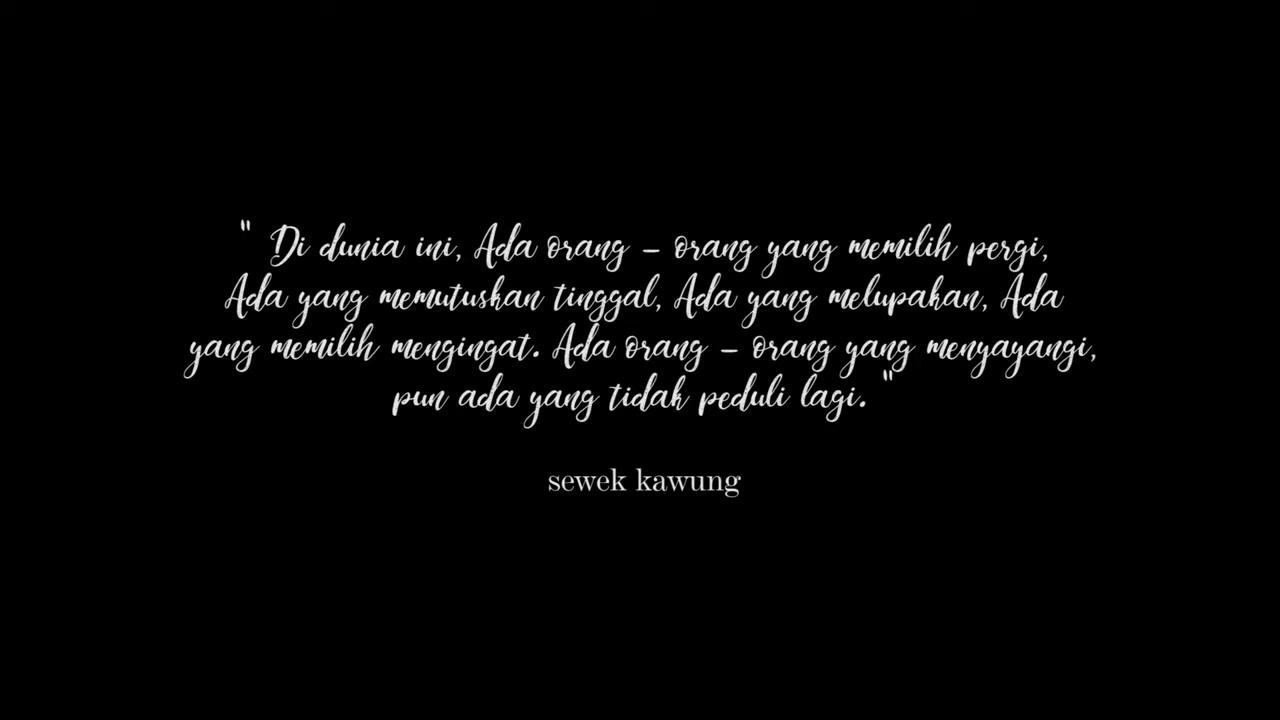 " Di dunia ini, Ada orang - orang yang memilih pergi,
Ada yang memutuskan tinggal, Ada yang melupakan, Ada
yang memilih mengingat. Ada orang - orang yang menyayangi,
pun ada yang tidak peduli lagi. "
sewek kawung